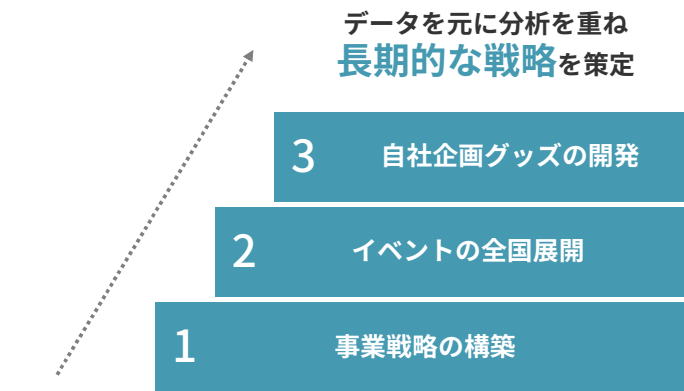 データを元に分析を重ね
長期的な戦略を策定
3 自社企画グッズの開発
2 イベントの全国展開
1 事業戦略の構築